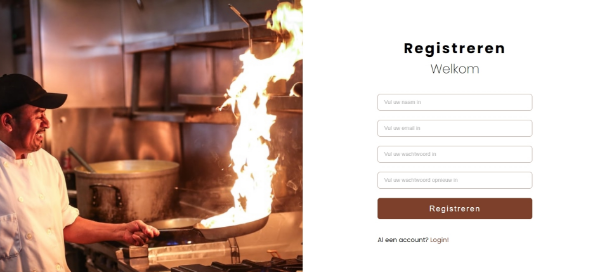 Registreren
Welkom
Vul uw naam in
Vul uw email in
Vul uw wachtwoord in
Vul uw wachtwoord opnieuw in
Registreren
Al een account? Login!